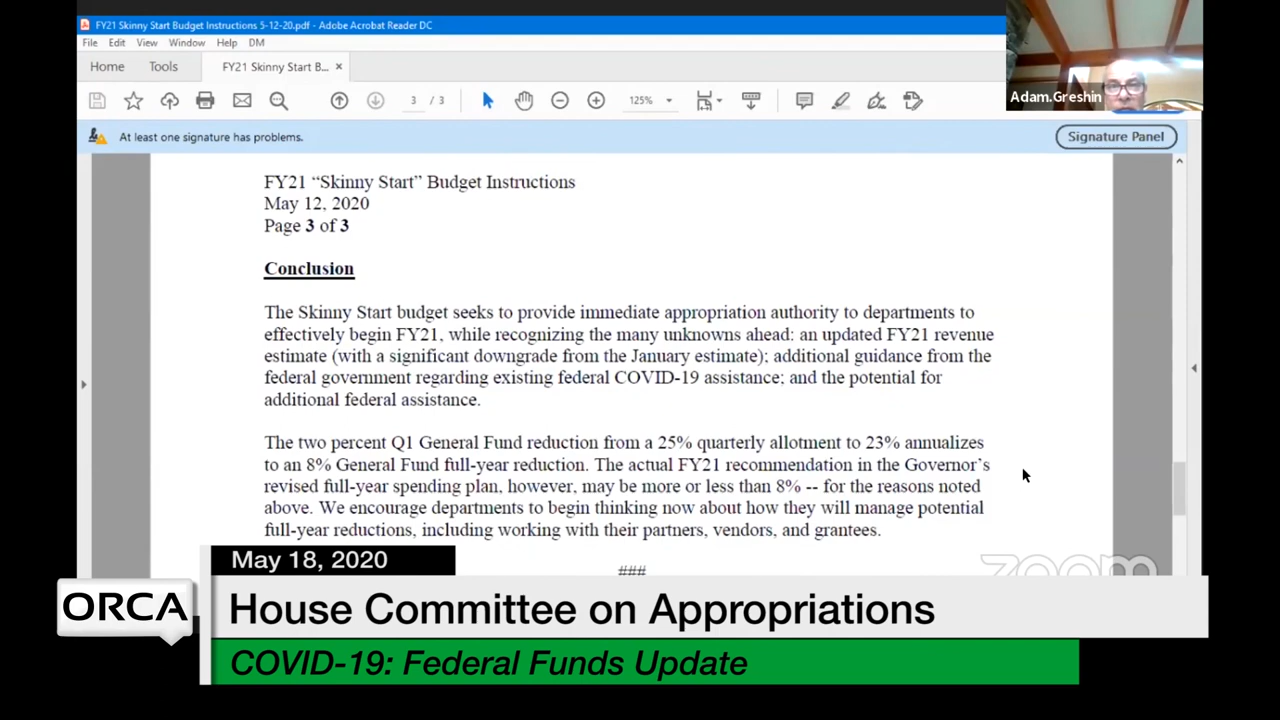 FY21 Skinny Start Budget Instructions 5-12-20.pdf - Adobe Acrobat Reader DC
File Edit View Window Help DM
Home Tools FY21 Skinny Start B... ×
3 / 3 125%
Adam.Greshin
At least one signature has problems.
Signature Panel
FY21 “Skinny Start” Budget Instructions
May 12, 2020
Page 3 of 3
Conclusion
The Skinny Start budget seeks to provide immediate appropriation authority to departments to
effectively begin FY21, while recognizing the many unknowns ahead: an updated FY21 revenue
estimate (with a significant downgrade from the January estimate); additional guidance from the
federal government regarding existing federal COVID-19 assistance; and the potential for
additional federal assistance.
The two percent Q1 General Fund reduction from a 25% quarterly allotment to 23% annualizes
to an 8% General Fund full-year reduction. The actual FY21 recommendation in the Governor’s
revised full-year spending plan, however, may be more or less than 8% -- for the reasons noted
above. We encourage departments to begin thinking now about how they will manage potential
full-year reductions, including working with their partners, vendors, and grantees.
###
zoom
May 18, 2020
ORCA
House Committee on Appropriations
COVID-19: Federal Funds Update